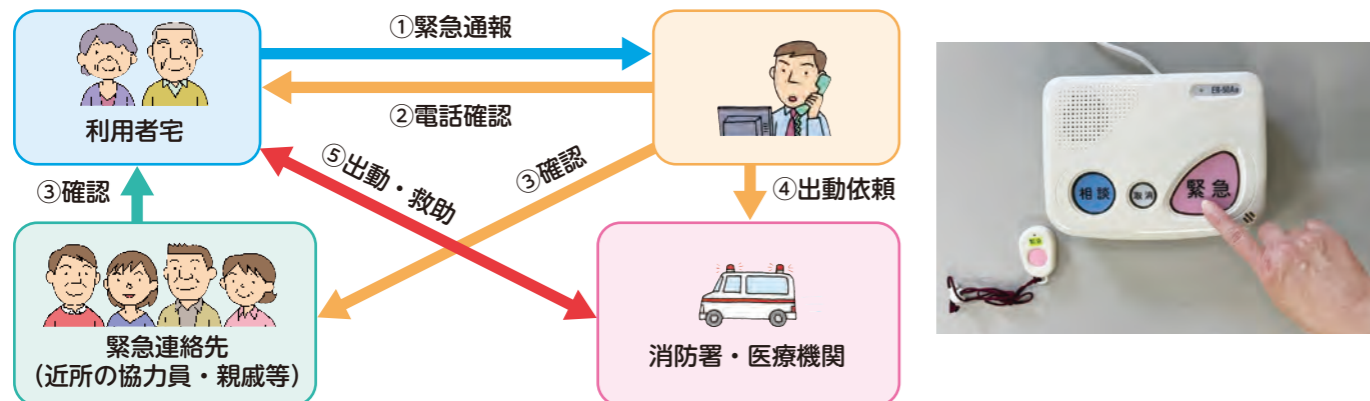 ①緊急通報
②電話確認
利用者宅
③確認
⑤出動・救助
③確認
④出動依頼
緊急連絡先
(近所の協力員・親戚等)
消防署・医療機関
相談
取消
緊急
緊急